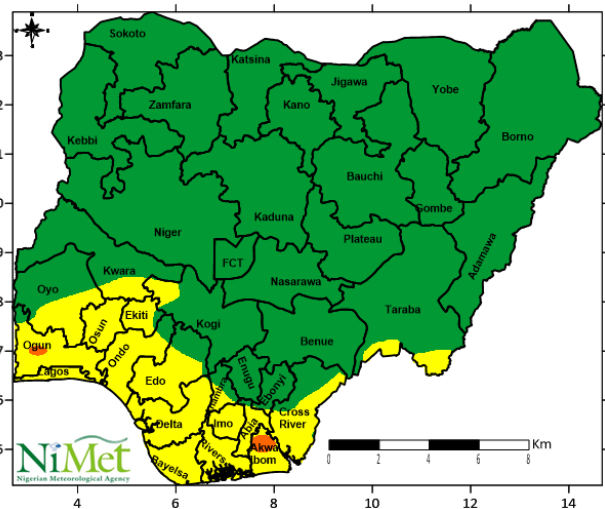 Sokoto
Katsina
Jigawa
Yobe
Zamfara
Kano
Borno
Kebbi
Bauchi
Gombe
Kaduna
Niger
Plateau
Adamawa
FCT
Kwara
Nasarawa
Oyo
Taraba
Kogi
Ekiti
Osun
Benue
Ogun
Ondo
Enugu
Lagos
Edo
Ebonyi
Delta
Imo
Abia
Cross
River
Akwa
Ibom
Rivers
Bayelsa
Km
0 2 4 6 8
NiMet
Nigerian Meteorological Agency
4 6 8 10 12 14